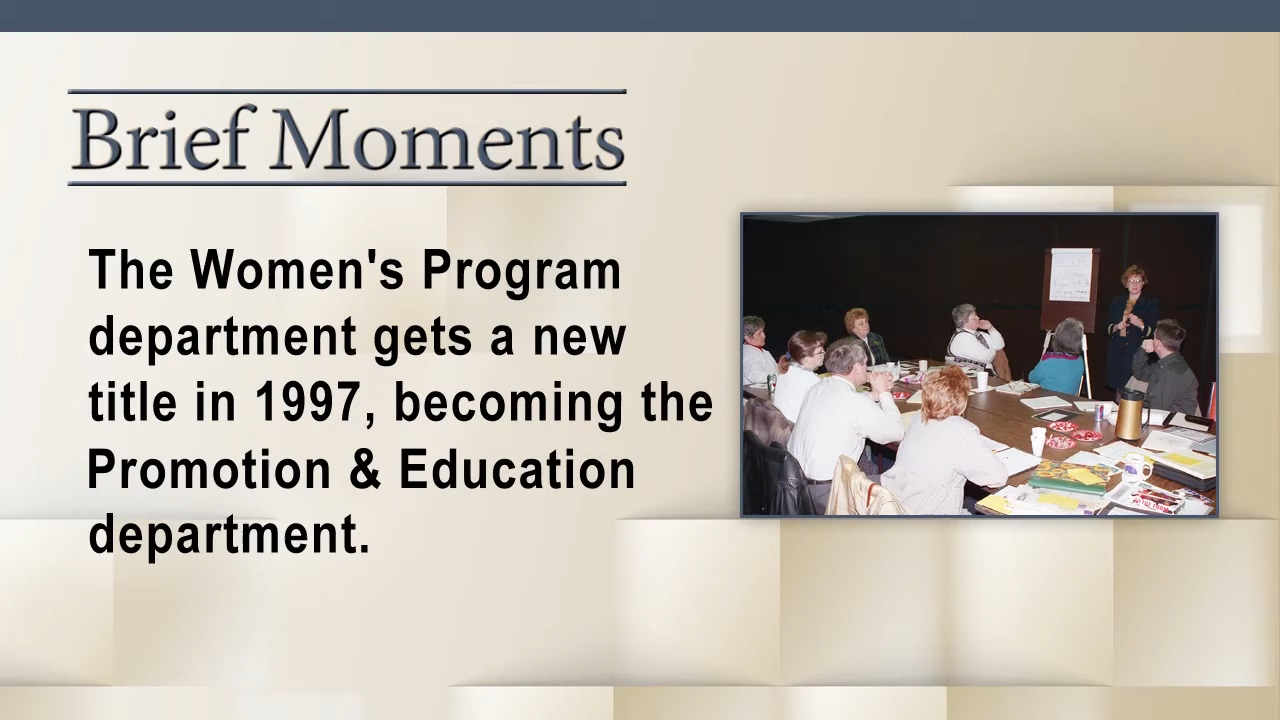 Brief Moments
The Women's Program
department gets a new
title in 1997, becoming the
Promotion & Education
department.